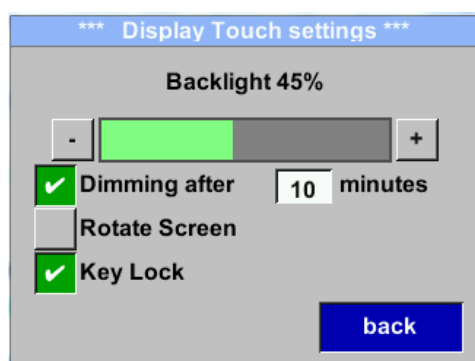 *** Display Touch settings ***
Backlight 45%
- +
Dimming after 10 minutes
Rotate Screen
Key Lock
back